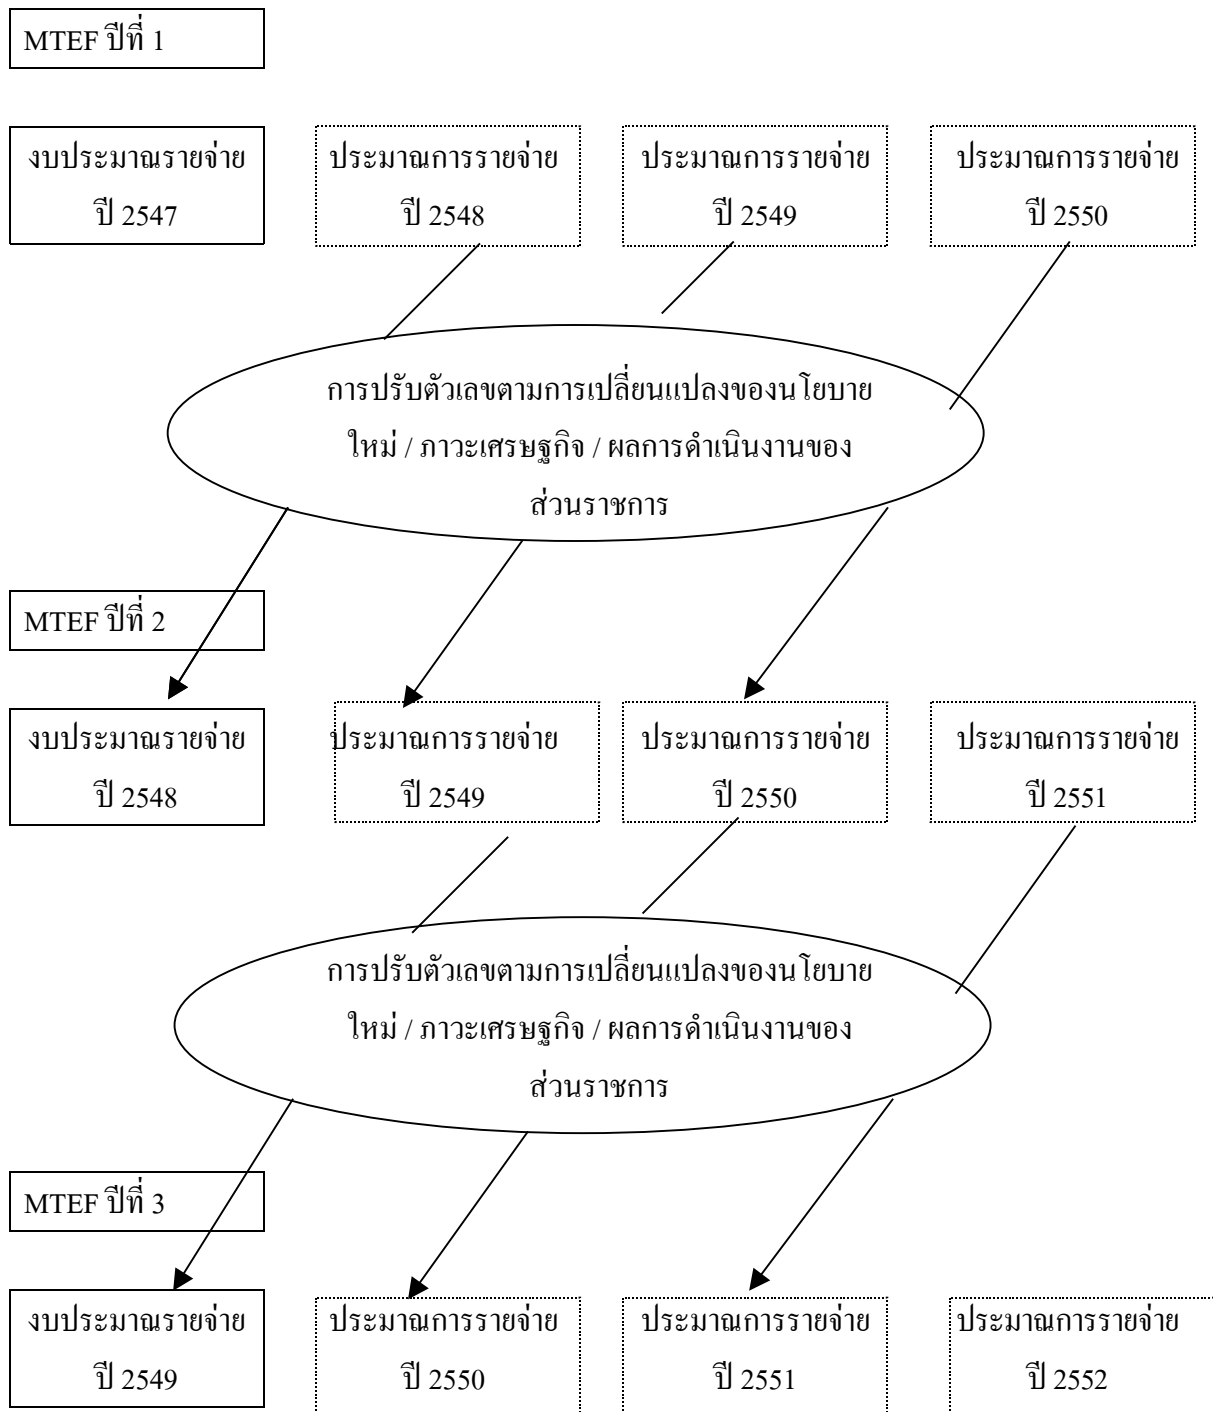 MTEF ปีที่ 1
งบประมาณรายจ่าย
ปี 2547
ประมาณการรายจ่าย
ปี 2548
ประมาณการรายจ่าย
ปี 2549
ประมาณการรายจ่าย
ปี 2550
การปรับตัวเลขตามการเปลี่ยนแปลงของนโยบาย
ใหม่ / ภาวะเศรษฐกิจ / ผลการดำเนินงานของ
ส่วนราชการ
MTEF ปีที่ 2
งบประมาณรายจ่าย
ปี 2548
ประมาณการรายจ่าย
ปี 2549
ประมาณการรายจ่าย
ปี 2550
ประมาณการรายจ่าย
ปี 2551
การปรับตัวเลขตามการเปลี่ยนแปลงของนโยบาย
ใหม่ / ภาวะเศรษฐกิจ / ผลการดำเนินงานของ
ส่วนราชการ
MTEF ปีที่ 3
งบประมาณรายจ่าย
ปี 2549
ประมาณการรายจ่าย
ปี 2550
ประมาณการรายจ่าย
ปี 2551
ประมาณการรายจ่าย
ปี 2552